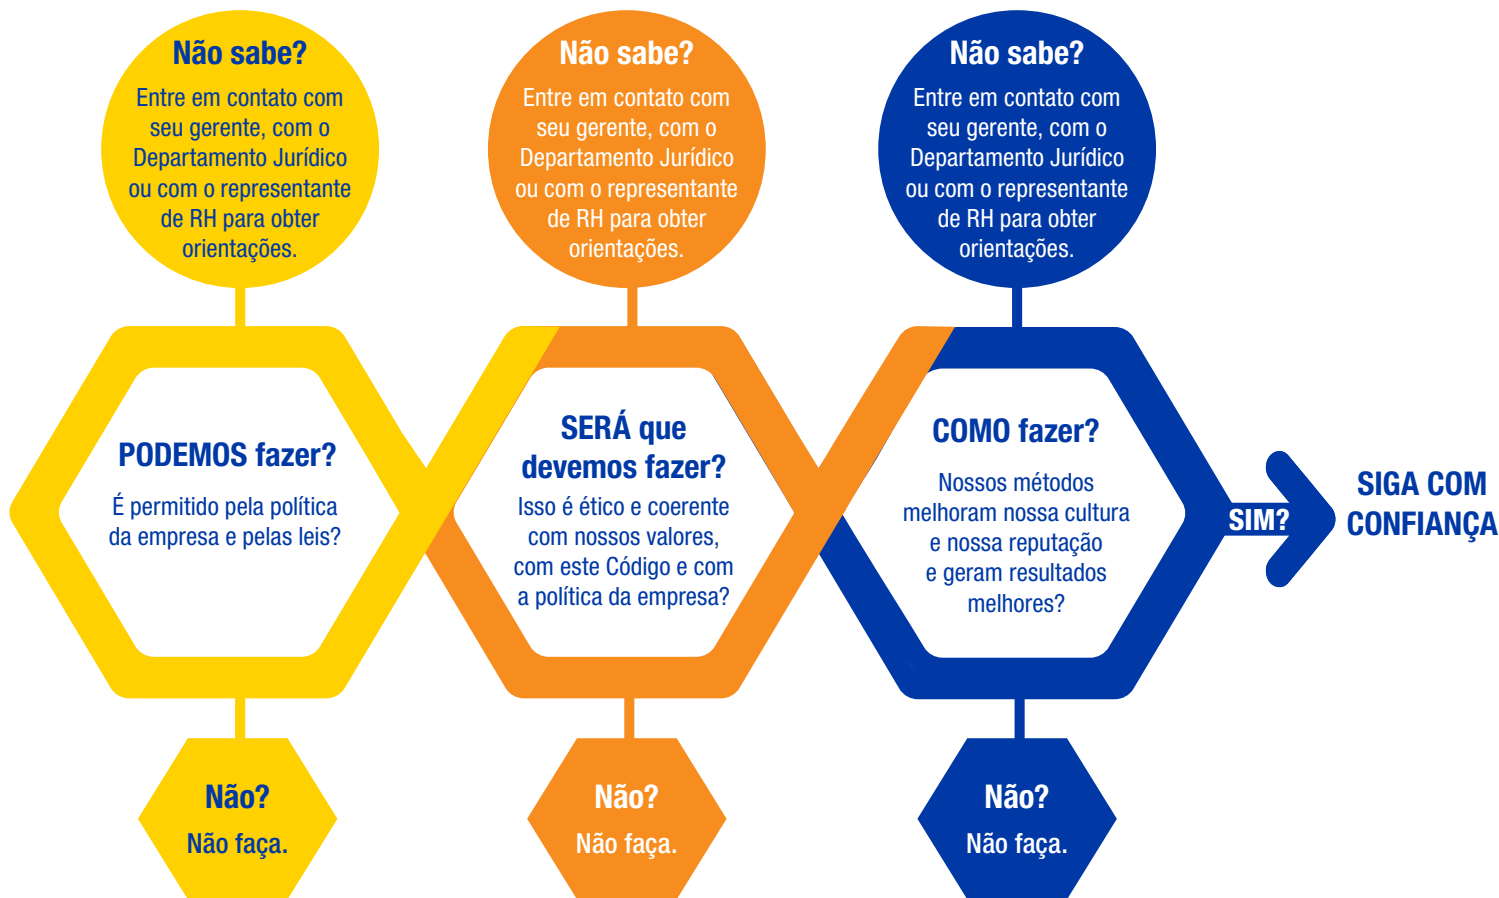 Não sabe?
Entre em contato com
seu gerente, com o
Departamento Jurídico
ou com o representante
de RH para obter
orientações.
Não sabe?
Entre em contato com
seu gerente, com o
Departamento Jurídico
ou com o representante
de RH para obter
orientações.
Não sabe?
Entre em contato com
seu gerente, com o
Departamento Jurídico
ou com o representante
de RH para obter
orientações.
PODEMOS fazer?
É permitido pela política
da empresa e pelas leis?
SERÁ que
devemos fazer?
Isso é ético e coerente
com nossos valores,
com este Código e com
a política da empresa?
COMO fazer?
Nossos métodos
melhoram nossa cultura
e nossa reputação
e geram resultados
melhores?
SIM?
SIGA COM
CONFIANÇA
Não?
Não faça.
Não?
Não faça.
Não?
Não faça.